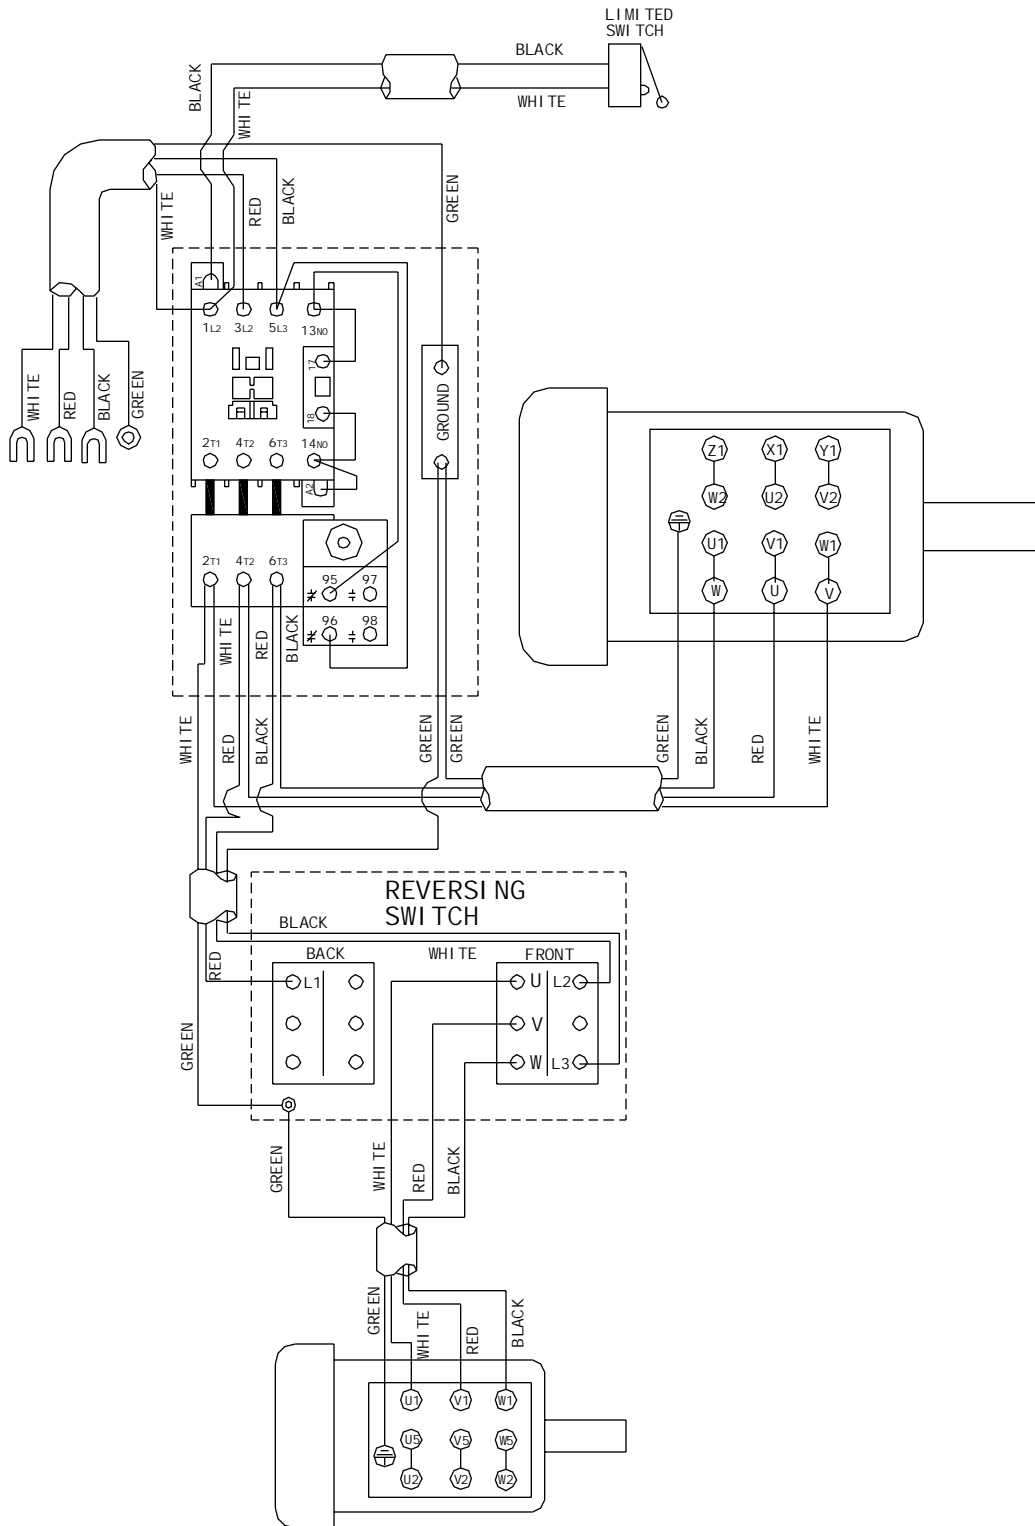 LIMITED
SWITCH
BLACK
WHITE
BLACK
WHITE
WHITE
RED
BLACK
GREEN
A1
1L2 3L2 5L3 13NO
17
18
2T1 4T2 6T3 14NO
A2
GROUND
WHITE
RED
BLACK
GREEN
2T1 4T2 6T3
95 97
96 98
WHITE
RED
BLACK
Z1 X1 Y1
W2 U2 V2
U1 V1 W1
W U V
WHITE
RED
BLACK
GREEN
GREEN
GREEN
BLACK
RED
WHITE
REVERSING
SWITCH
BLACK
RED
BACK
WHITE
FRONT
L1
U L2
V
W L3
GREEN
GREEN
WHITE
RED
BLACK
GREEN
WHITE
RED
BLACK
U1 V1 W1
U5 V5 W5
U2 V2 W2